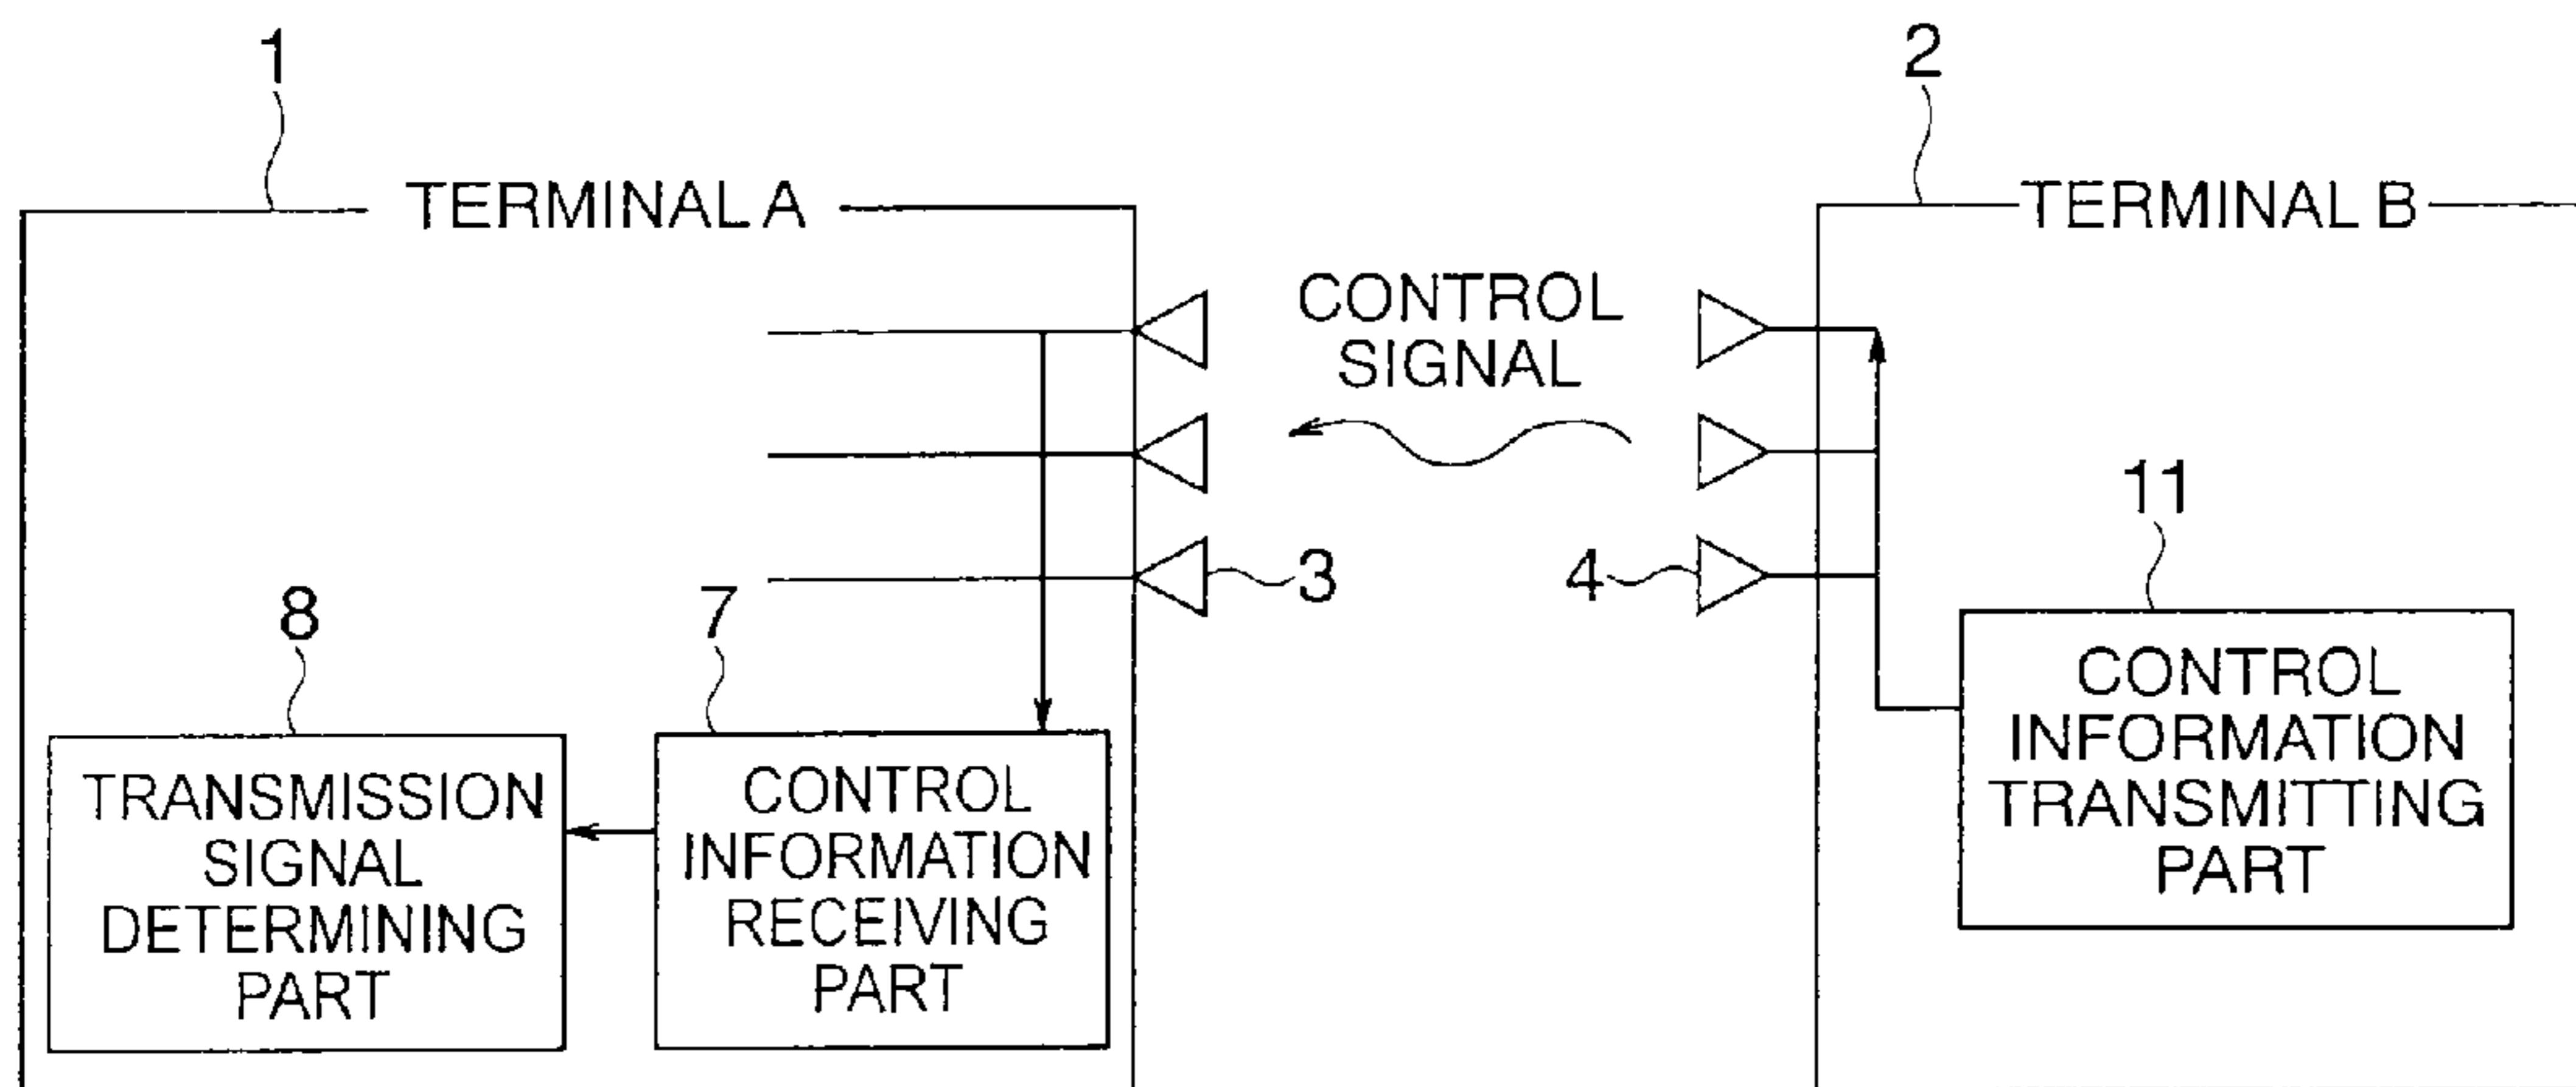 1
2
TERMINAL A
TERMINAL B
CONTROL
SIGNAL
3
4
11
8
7
CONTROL
INFORMATION
TRANSMITTING
PART
TRANSMISSION
SIGNAL
DETERMINING
PART
CONTROL
INFORMATION
RECEIVING
PART